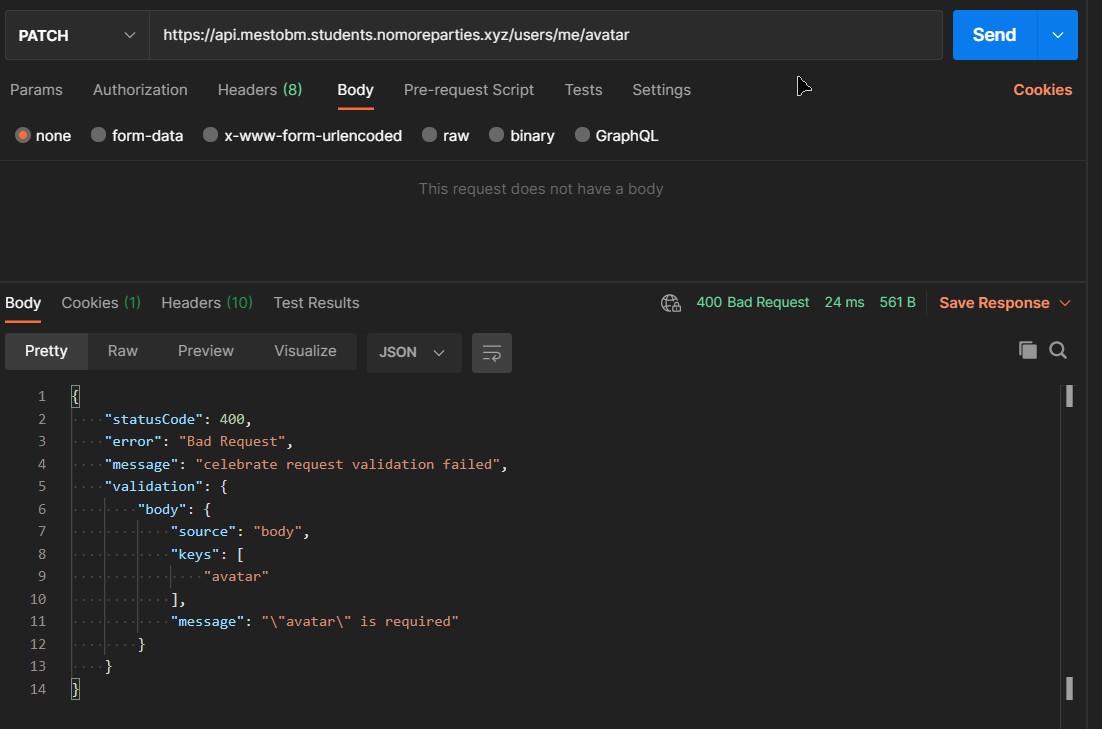 PATCH https://api.mestobm.students.nomoreparties.xyz/users/me/avatar Send
Params Authorization Headers (8) Body Pre-request Script Tests Settings Cookies
none form-data x-www-form-urlencoded raw binary GraphQL
This request does not have a body
Body Cookies (1) Headers (10) Test Results 400 Bad Request 24 ms 561 B Save Response
Pretty Raw Preview Visualize JSON
1 {
2 "statusCode": 400,
3 "error": "Bad Request",
4 "message": "celebrate request validation failed",
5 "validation": {
6 "body": {
7 "source": "body",
8 "keys": [
9 "avatar"
10 ],
11 "message": "\"avatar\" is required"
12 }
13 }
14 }